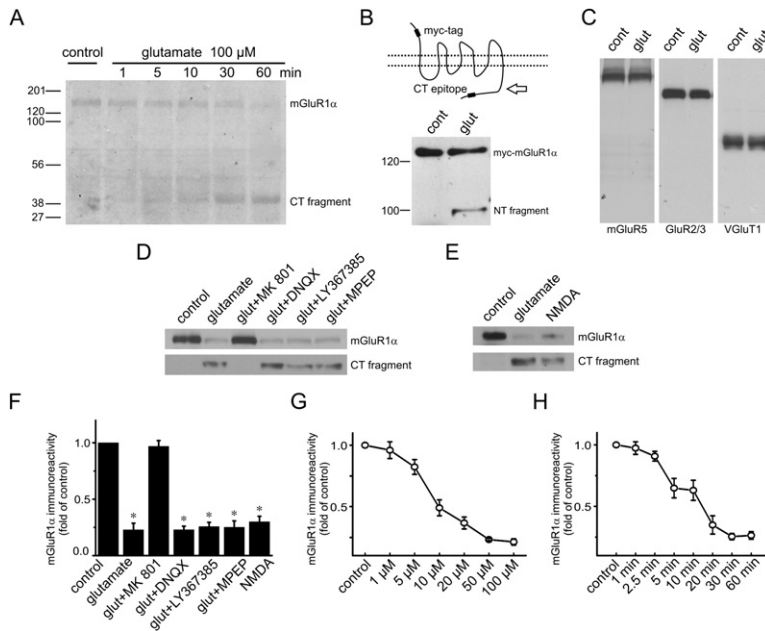 A
control
glutamate 100 µM
1 5 10 30 60 min
201
120
100
56
38
27
mGluR1α
CT fragment
B
myc-tag
CT epitope
cont glut
120
100
myc-mGluR1α
NT fragment
C
cont glut cont glut cont glut
mGluR5 GluR2/3 VGluT1
D
control glutamate glut+MK 801 glut+DNQX glut+LY367385 glut+MPEP
mGluR1α
CT fragment
E
control glutamate NMDA
mGluR1α
CT fragment
F
mGluR1α immunoreactivity
(fold of control)
1.0
0.5
0.0
* * * * *
control glutamate glut+MK 801 glut+DNQX glut+LY367385 glut+MPEP NMDA
G
mGluR1α immunoreactivity
(fold of control)
1.0
0.5
control 1 µM 5 µM 10 µM 20 µM 50 µM 100 µM
H
mGluR1α immunoreactivity
(fold of control)
1.0
0.5
control 1 min 2.5 min 5 min 10 min 20 min 30 min 60 min